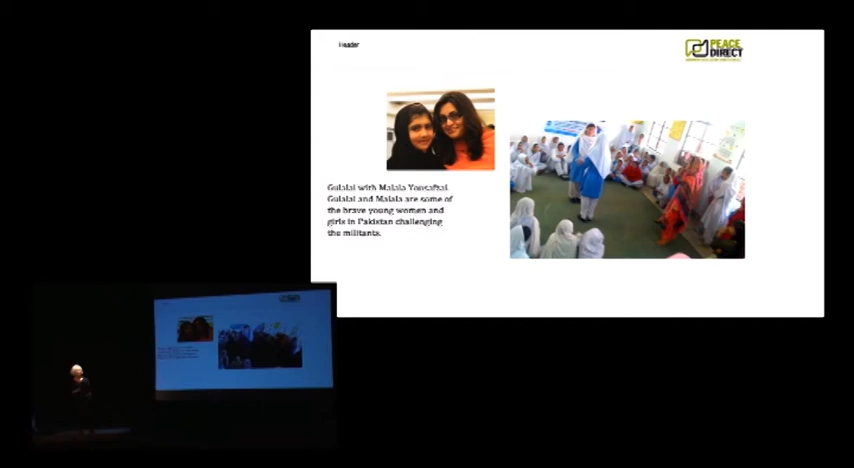 Header
PEACE
DIRECT
Gulalai with Malala Yousafzai.
Gulalai and Malala are some of
the brave young women and
girls in Pakistan challenging
the militants.